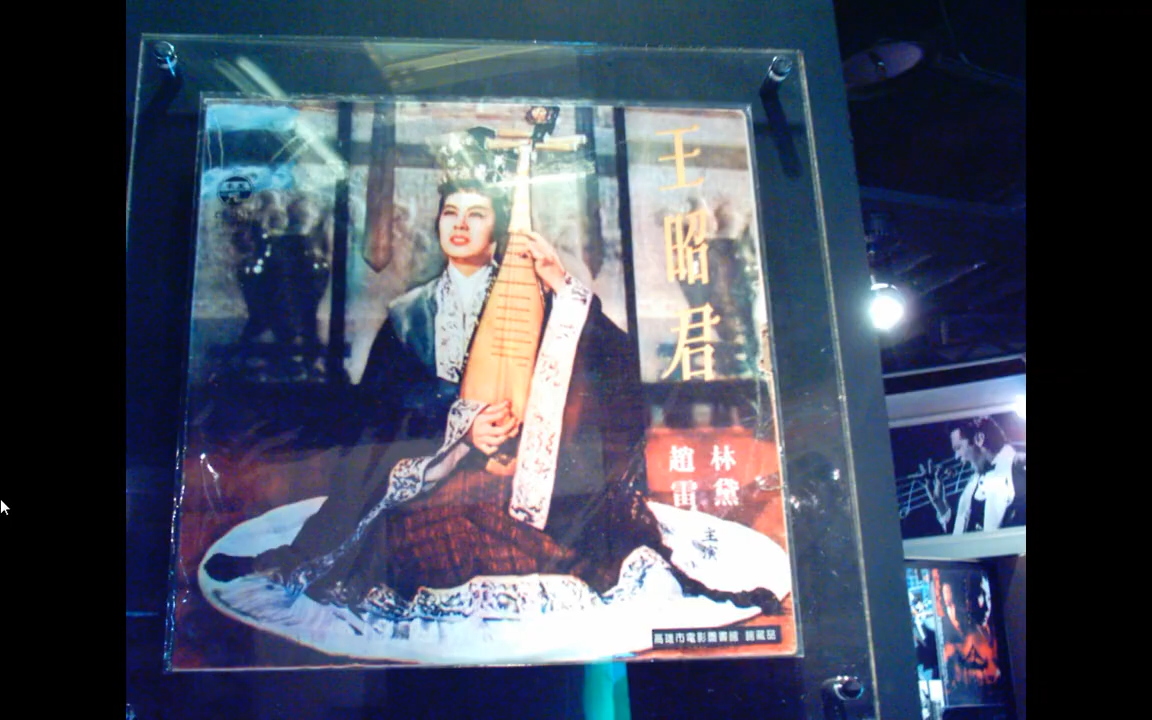 王昭君
林黛
趙雷
主演
高雄市電影圖書館 館藏品